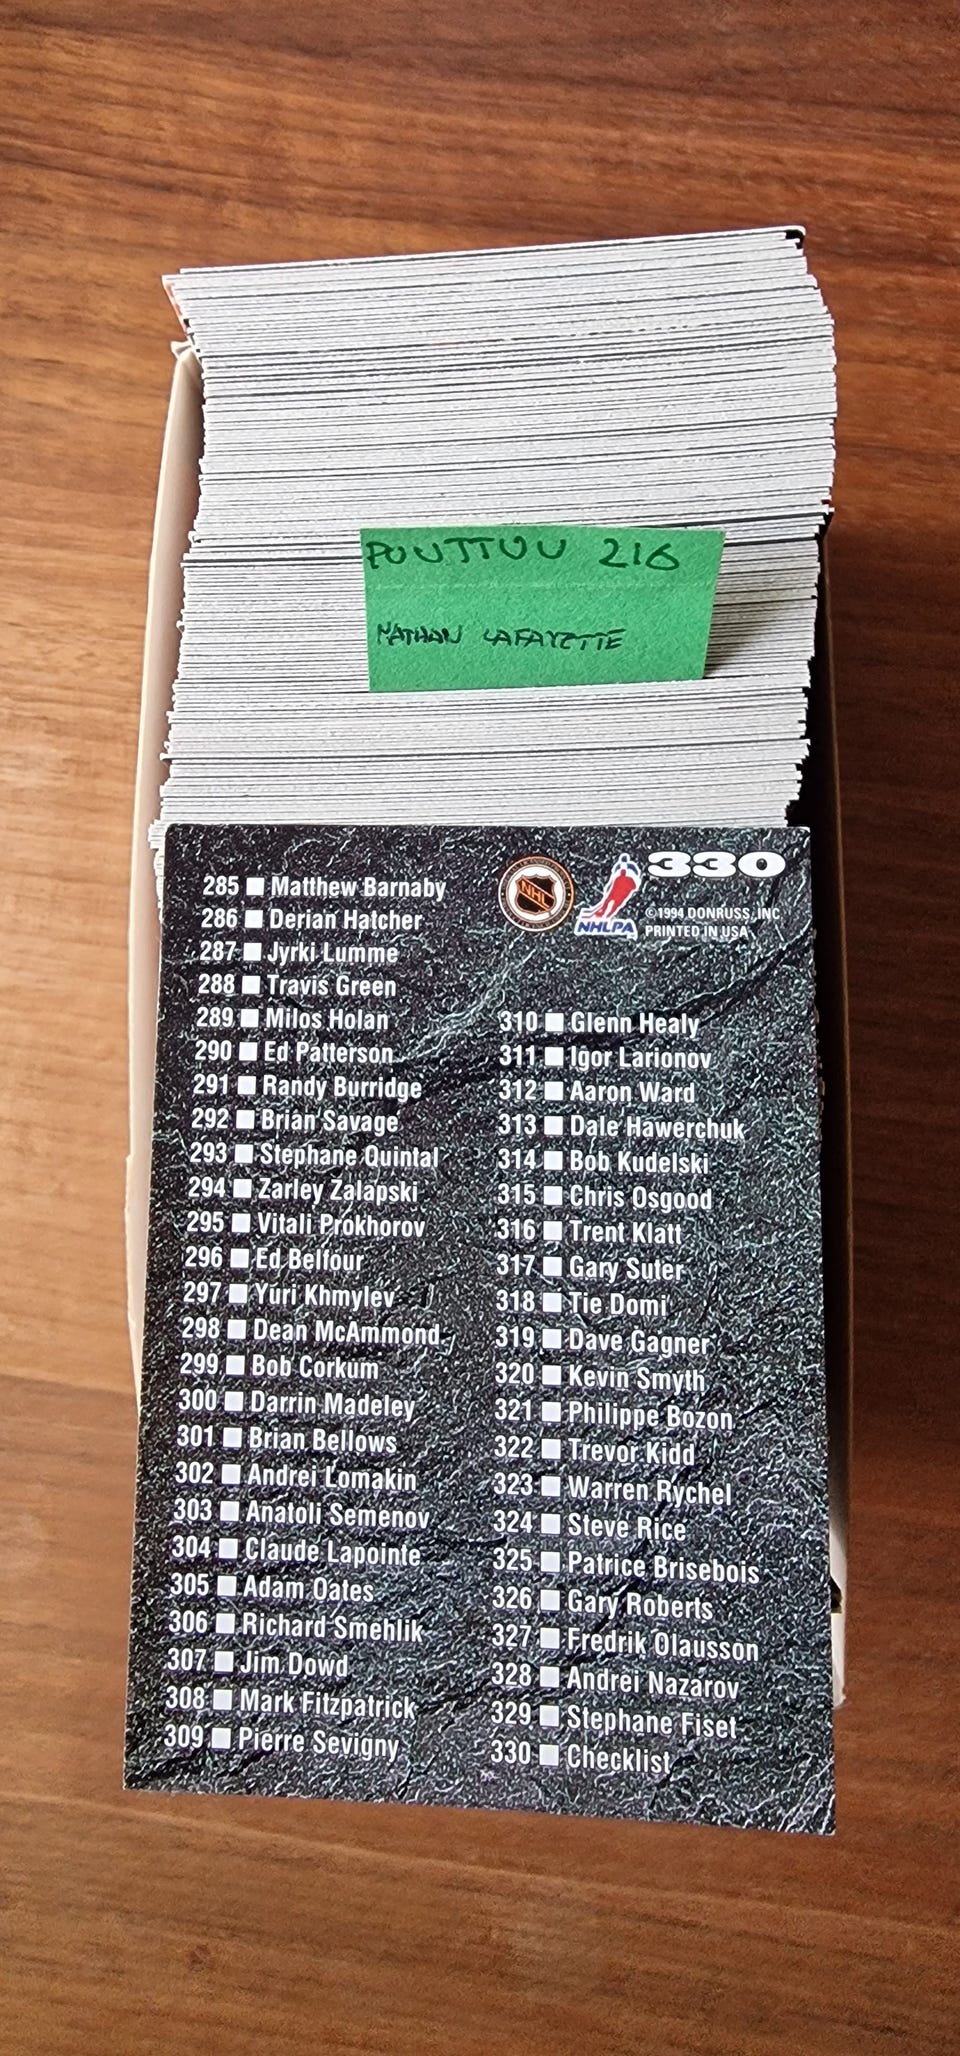 PUUTTUU 216
NATHAN LAFAYETTE
330
NHL
NHLPA
©1994 DONRUSS, INC.
PRINTED IN USA
285 Matthew Barnaby
286 Derian Hatcher
287 Jyrki Lumme
288 Travis Green
289 Milos Holan
290 Ed Patterson
291 Randy Burridge
292 Brian Savage
293 Stephane Quintal
294 Zarley Zalapski
295 Vitali Prokhorov
296 Ed Belfour
297 Yuri Khmylev
298 Dean McAmmond
299 Bob Corkum
300 Darrin Madeley
301 Brian Bellows
302 Andrei Lomakin
303 Anatoli Semenov
304 Claude Lapointe
305 Adam Oates
306 Richard Smehlik
307 Jim Dowd
308 Mark Fitzpatrick
309 Pierre Sevigny
310 Glenn Healy
311 Igor Larionov
312 Aaron Ward
313 Dale Hawerchuk
314 Bob Kudelski
315 Chris Osgood
316 Trent Klatt
317 Gary Suter
318 Tie Domi
319 Dave Gagner
320 Kevin Smyth
321 Philippe Bozon
322 Trevor Kidd
323 Warren Rychel
324 Steve Rice
325 Patrice Brisebois
326 Gary Roberts
327 Fredrik Olausson
328 Andrei Nazarov
329 Stephane Fiset
330 Checklist